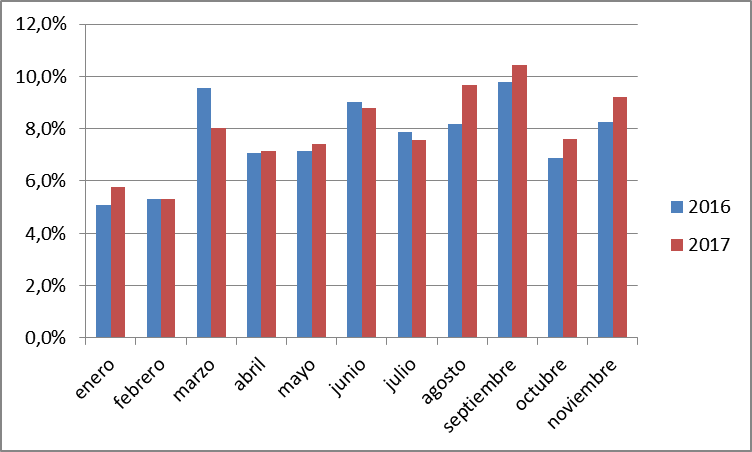 12,0%
10,0%
8,0%
6,0%
4,0%
2,0%
0,0%
enero
febrero
marzo
abril
mayo
junio
julio
agosto
septiembre
octubre
noviembre
2016
2017